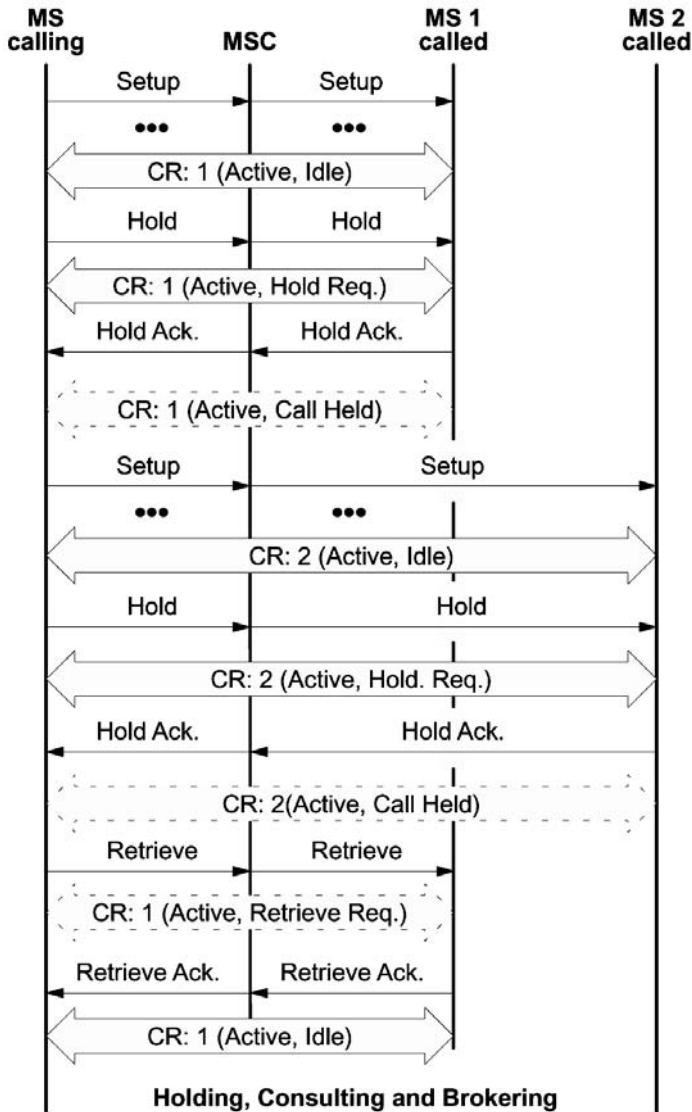 MS calling MSC MS 1 called MS 2 called
Setup Setup
••• •••
CR: 1 (Active, Idle)
Hold Hold
CR: 1 (Active, Hold Req.)
Hold Ack. Hold Ack.
CR: 1 (Active, Call Held)
Setup Setup
••• •••
CR: 2 (Active, Idle)
Hold Hold
CR: 2 (Active, Hold. Req.)
Hold Ack. Hold Ack.
CR: 2(Active, Call Held)
Retrieve Retrieve
CR: 1 (Active, Retrieve Req.)
Retrieve Ack. Retrieve Ack.
CR: 1 (Active, Idle)
Holding, Consulting and Brokering